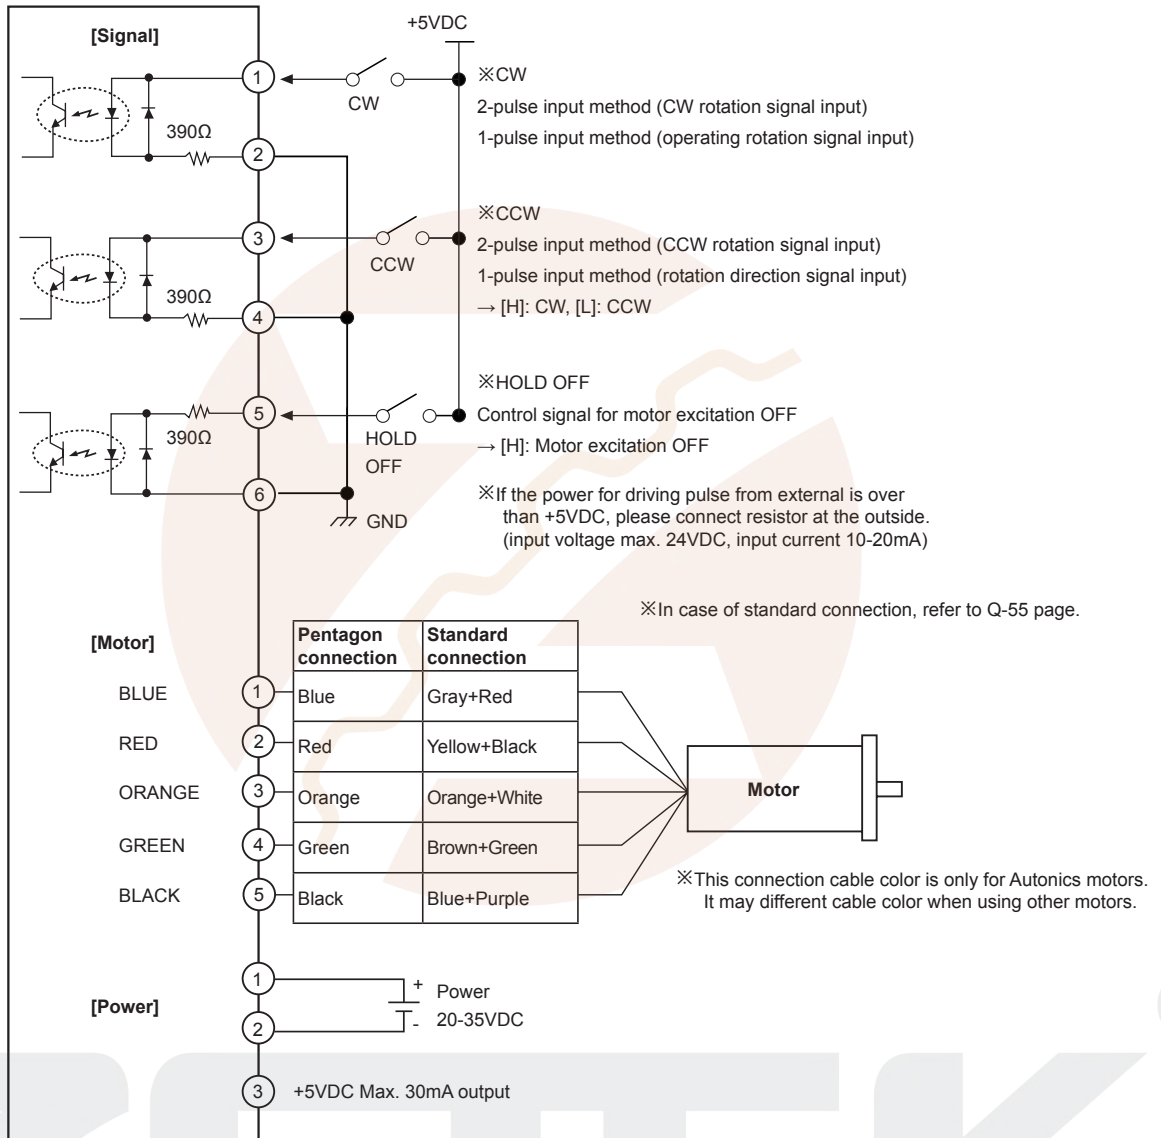 [Signal]
+5VDC
1
CW
※CW
2-pulse input method (CW rotation signal input)
1-pulse input method (operating rotation signal input)
390Ω
2
3
CCW
※CCW
2-pulse input method (CCW rotation signal input)
1-pulse input method (rotation direction signal input)
→ [H]: CW, [L]: CCW
390Ω
4
5
390Ω
HOLD
OFF
※HOLD OFF
Control signal for motor excitation OFF
→ [H]: Motor excitation OFF
6
GND
※If the power for driving pulse from external is over
than +5VDC, please connect resistor at the outside.
(input voltage max. 24VDC, input current 10-20mA)
※In case of standard connection, refer to Q-55 page.
[Motor]
Pentagon
connection
Standard
connection
BLUE 1 Blue Gray+Red
RED 2 Red Yellow+Black
ORANGE 3 Orange Orange+White
GREEN 4 Green Brown+Green
BLACK 5 Black Blue+Purple
Motor
※This connection cable color is only for Autonics motors.
It may different cable color when using other motors.
[Power]
1
2
+
-
Power
20-35VDC
3 +5VDC Max. 30mA output